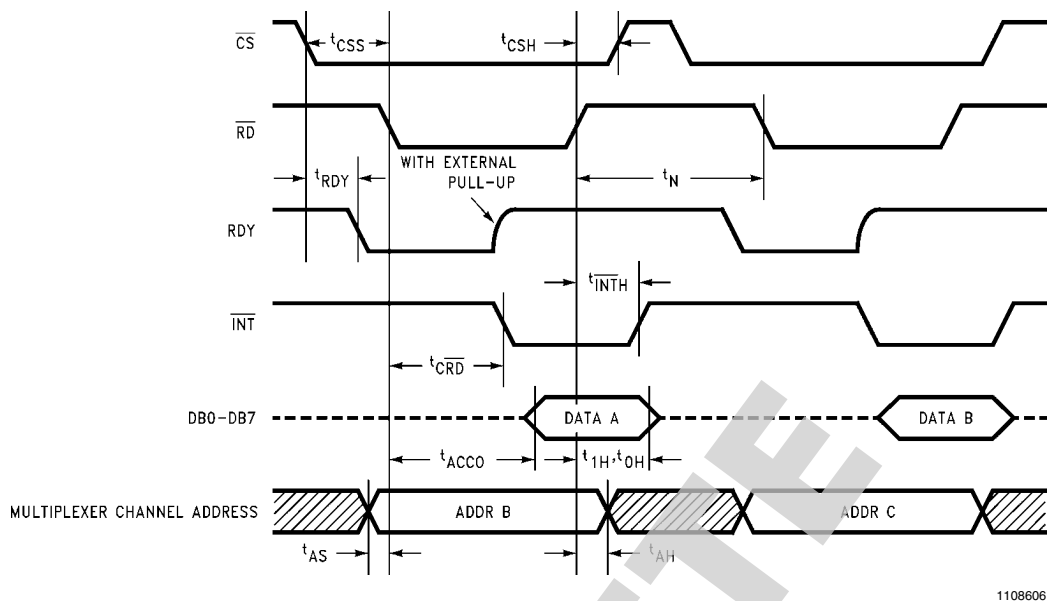 CS
tCSS
tCSH
RD
WITH EXTERNAL
PULL-UP
tRDY
tN
RDY
tINTH
INT
tCRD
DB0-DB7
DATA A
DATA B
tACC0
t1H,t0H
MULTIPLEXER CHANNEL ADDRESS
ADDR B
ADDR C
tAS
tAH
1108606